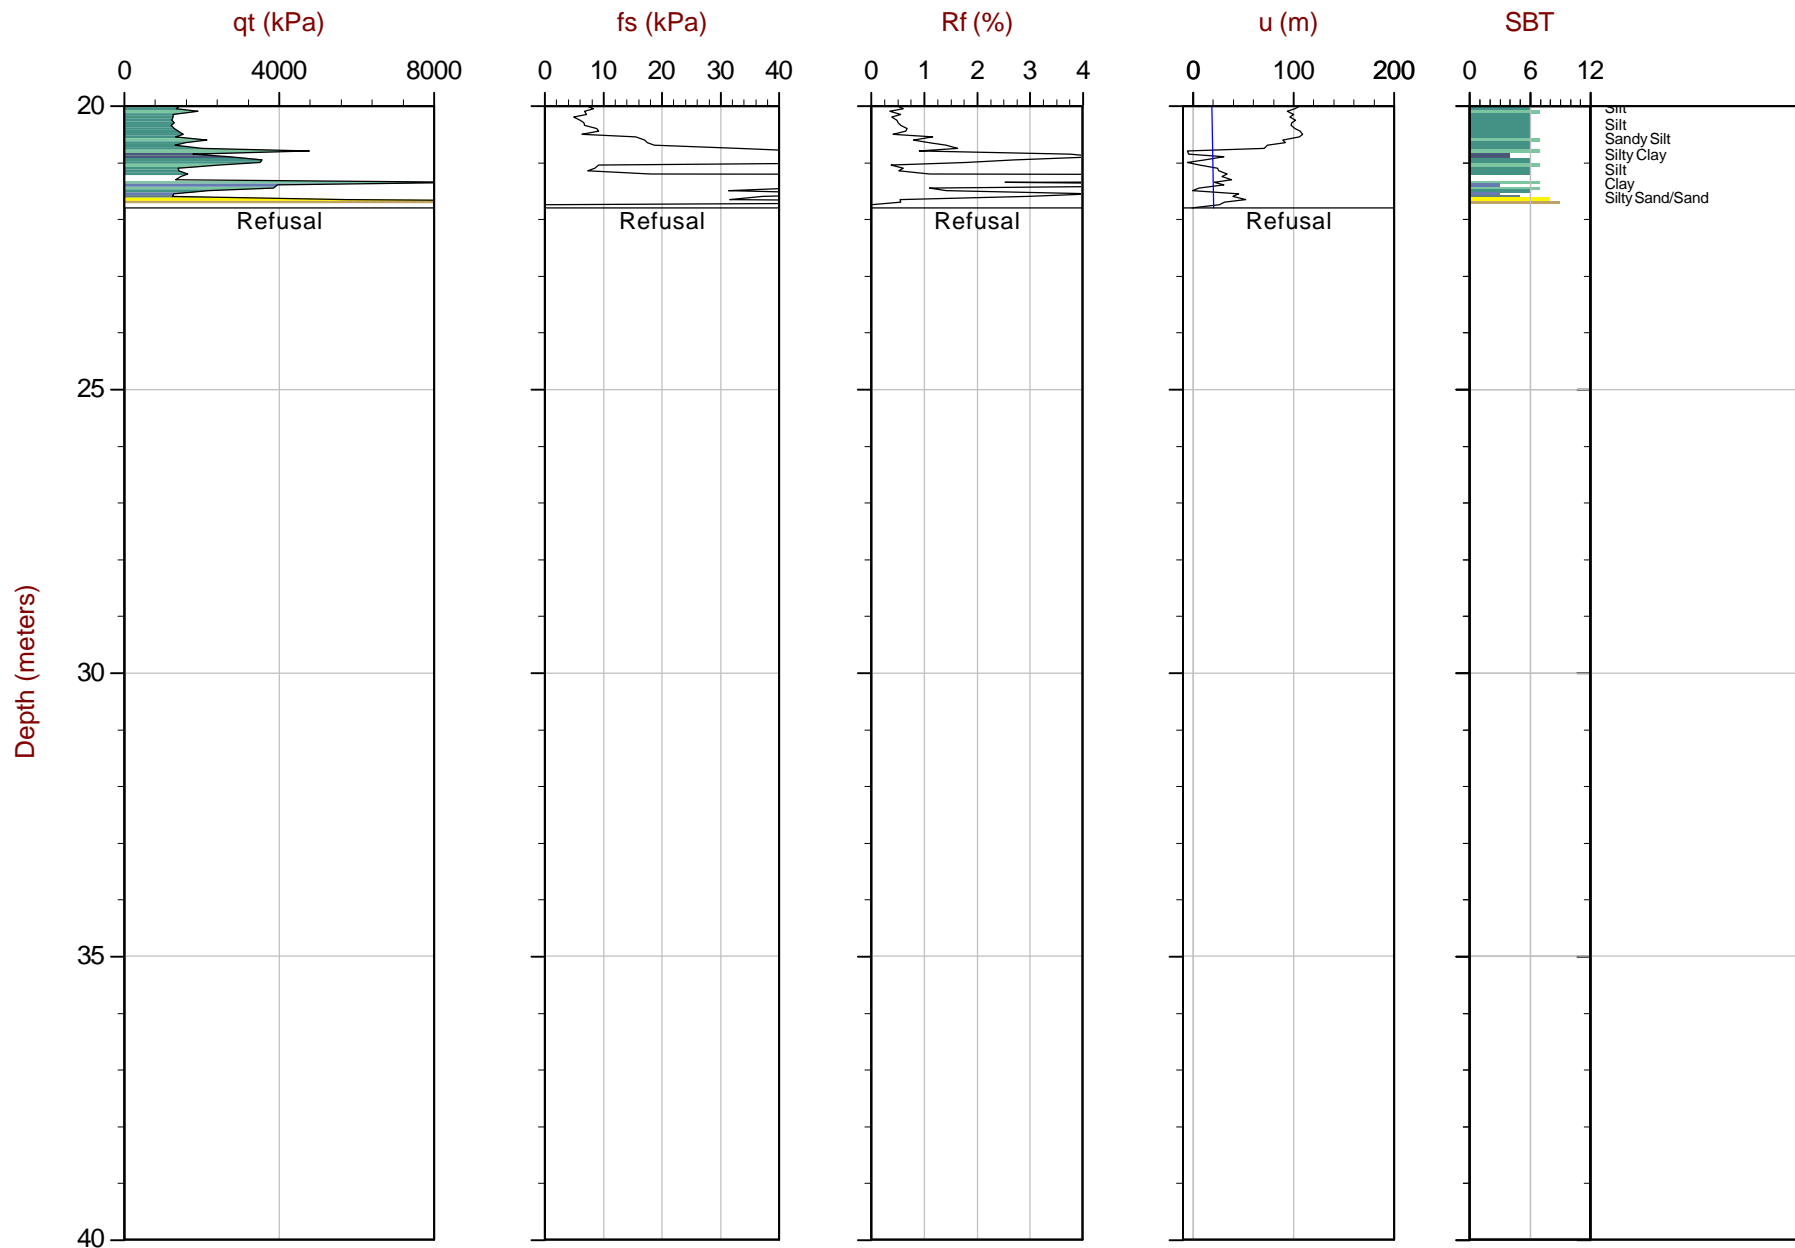 qt (kPa) fs (kPa) Rf (%) u (m) SBT
0 4000 8000 0 10 20 30 40 0 1 2 3 4 0 100 200 0 6 12
20
Silt
Silt
Sandy Silt
Silty Clay
Silt
Clay
Silty Sand/Sand
Refusal Refusal Refusal Refusal
25
30
Depth (meters)
35
40